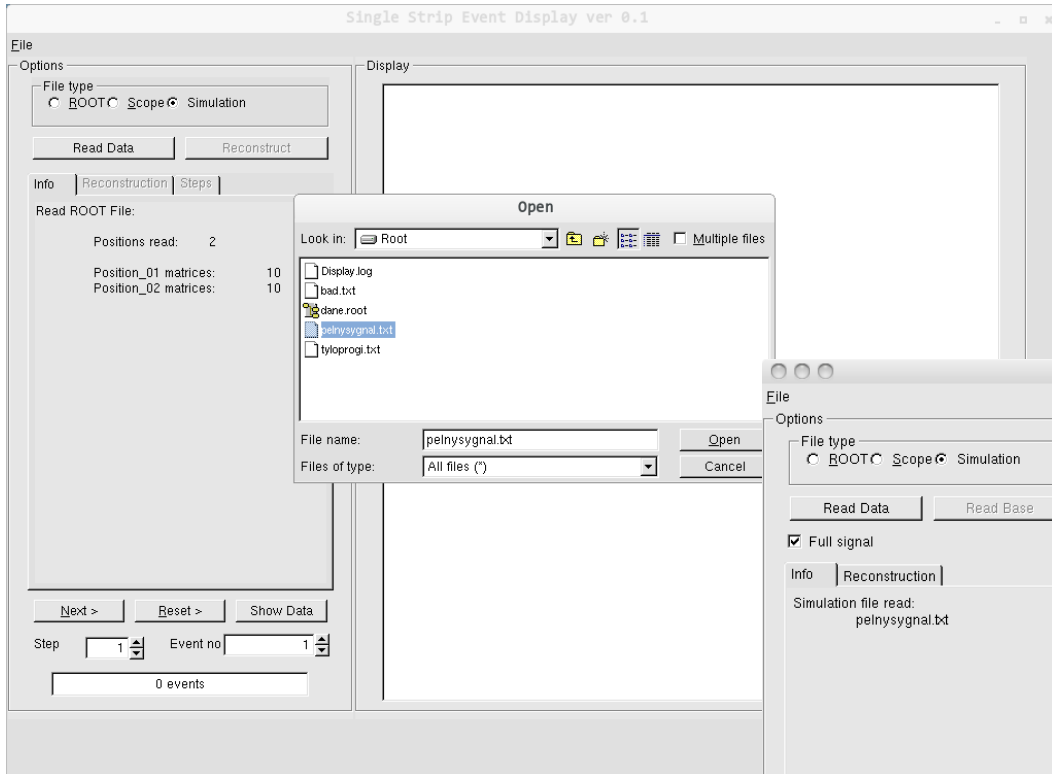 Single Strip Event Display ver 0.1
File
Options
File type
ROOT Scope Simulation
Read Data Reconstruct
Info Reconstruction Steps
Read ROOT File:
Positions read: 2
Position_01 matrices: 10
Position_02 matrices: 10
Next > Reset > Show Data
Step 1 Event no 1
0 events
Display
Open
Look in: Root Multiple files
Display.log
bad.txt
dane.root
pelnysygnal.txt
tyloprogi.txt
File name: pelnysygnal.txt Open
Files of type: All files (*) Cancel
File
Options
File type
ROOT Scope Simulation
Read Data Read Base
Full signal
Info Reconstruction
Simulation file read:
pelnysygnal.txt